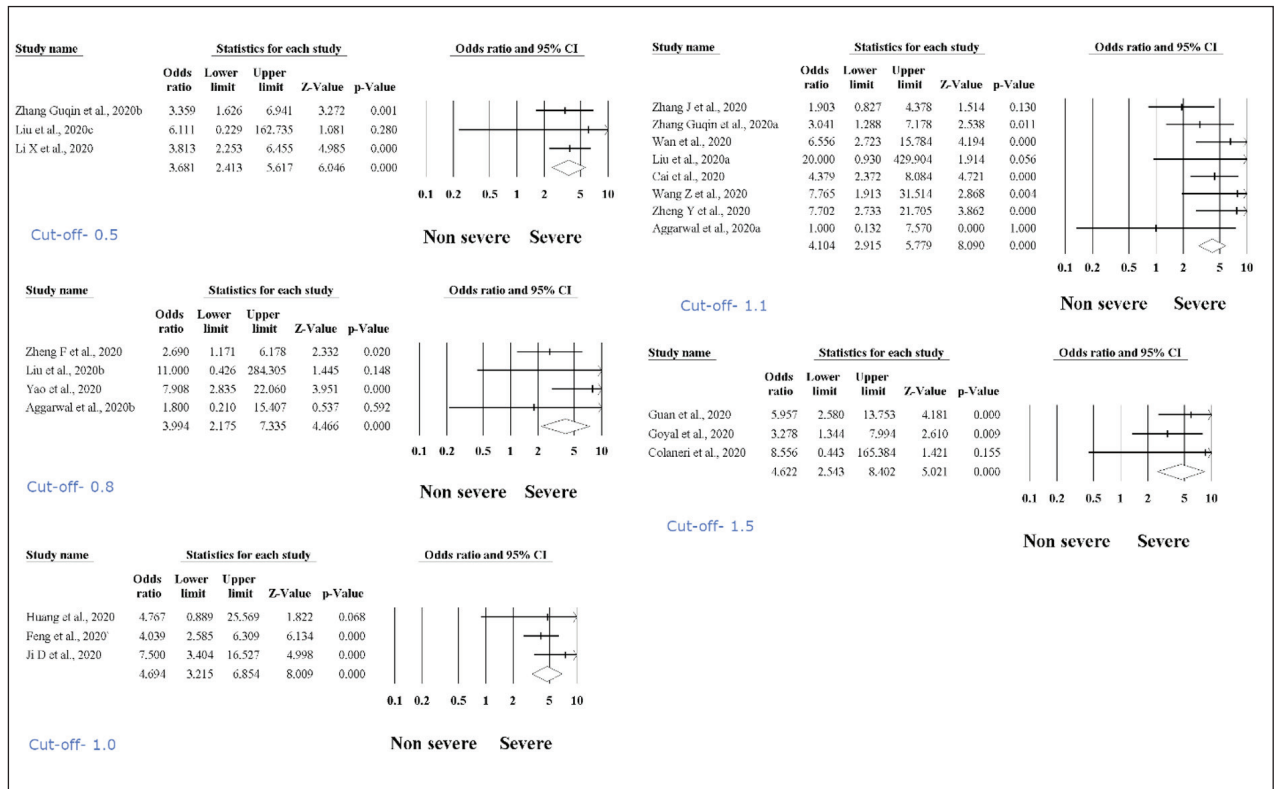 Study name Statistics for each study Odds ratio and 95% CI
Odds ratio Lower limit Upper limit Z-Value p-Value
Zhang Guqin et al., 2020b 3.359 1.626 6.941 3.272 0.001
Liu et al., 2020c 6.111 0.229 162.735 1.081 0.280
Li X et al., 2020 3.813 2.253 6.455 4.985 0.000
3.681 2.413 5.617 6.046 0.000
0.1 0.2 0.5 1 2 5 10
Cut-off- 0.5
Non severe Severe
Study name Statistics for each study Odds ratio and 95% CI
Odds ratio Lower limit Upper limit Z-Value p-Value
Zheng F et al., 2020 2.690 1.171 6.178 2.332 0.020
Liu et al., 2020b 11.000 0.426 284.305 1.445 0.148
Yao et al., 2020 7.908 2.835 22.060 3.951 0.000
Aggarwal et al., 2020b 1.800 0.210 15.407 0.537 0.592
3.994 2.175 7.335 4.466 0.000
0.1 0.2 0.5 1 2 5 10
Cut-off- 0.8
Non severe Severe
Study name Statistics for each study Odds ratio and 95% CI
Odds ratio Lower limit Upper limit Z-Value p-Value
Huang et al., 2020 4.767 0.889 25.569 1.822 0.068
Feng et al., 2020` 4.039 2.585 6.309 6.134 0.000
Ji D et al., 2020 7.500 3.404 16.527 4.998 0.000
4.694 3.215 6.854 8.009 0.000
0.1 0.2 0.5 1 2 5 10
Cut-off- 1.0
Non severe Severe
Study name Statistics for each study Odds ratio and 95% CI
Odds ratio Lower limit Upper limit Z-Value p-Value
Zhang J et al., 2020 1.903 0.827 4.378 1.514 0.130
Zhang Guqin et al., 2020a 3.041 1.288 7.178 2.538 0.011
Wan et al., 2020 6.556 2.723 15.784 4.194 0.000
Liu et al., 2020a 20.000 0.930 429.904 1.914 0.056
Cai et al., 2020 4.379 2.372 8.084 4.721 0.000
Wang Z et al., 2020 7.765 1.913 31.514 2.868 0.004
Zheng Y et al., 2020 7.702 2.733 21.705 3.862 0.000
Aggarwal et al., 2020a 1.000 0.132 7.570 0.000 1.000
4.104 2.915 5.779 8.090 0.000
0.1 0.2 0.5 1 2 5 10
Cut-off- 1.1
Non severe Severe
Study name Statistics for each study Odds ratio and 95% CI
Odds ratio Lower limit Upper limit Z-Value p-Value
Guan et al., 2020 5.957 2.580 13.753 4.181 0.000
Goyal et al., 2020 3.278 1.344 7.994 2.610 0.009
Colaneri et al., 2020 8.556 0.443 165.384 1.421 0.155
4.622 2.543 8.402 5.021 0.000
0.1 0.2 0.5 1 2 5 10
Cut-off- 1.5
Non severe Severe